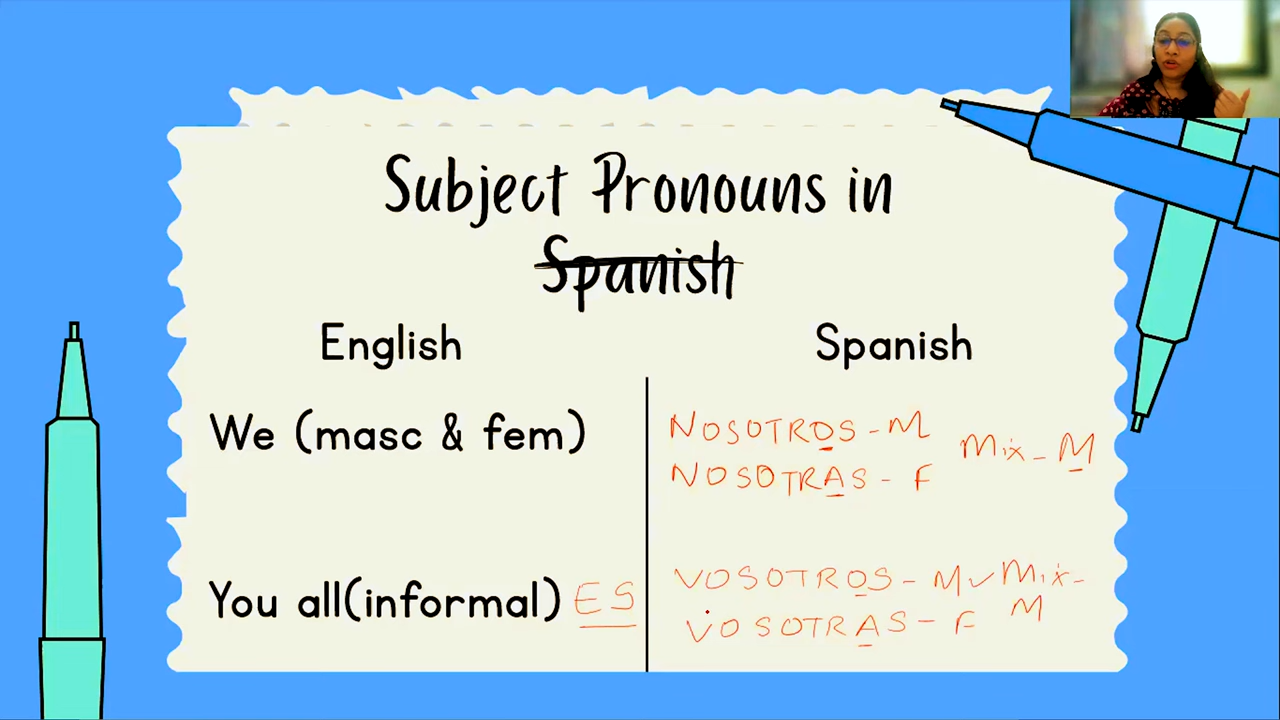 Subject Pronouns in
Spanish
English Spanish
We (masc & fem) NOSOTROS - M Mix - M
NOSOTRAS - F
You all(informal) ES VOSOTROS - M ✓ Mix - M
VOSOTRAS - F